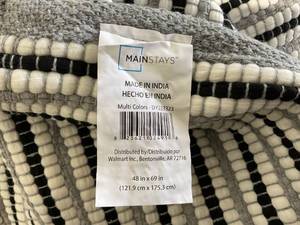 MAINSTAYS
MADE IN INDIA
HECHO EN INDIA
Multi Colors -
Distributed by/Distribuido por
Walmart Inc., Bentonville, AR 72716
48 in x 69 in
(121.9 cm x 175.3 cm)